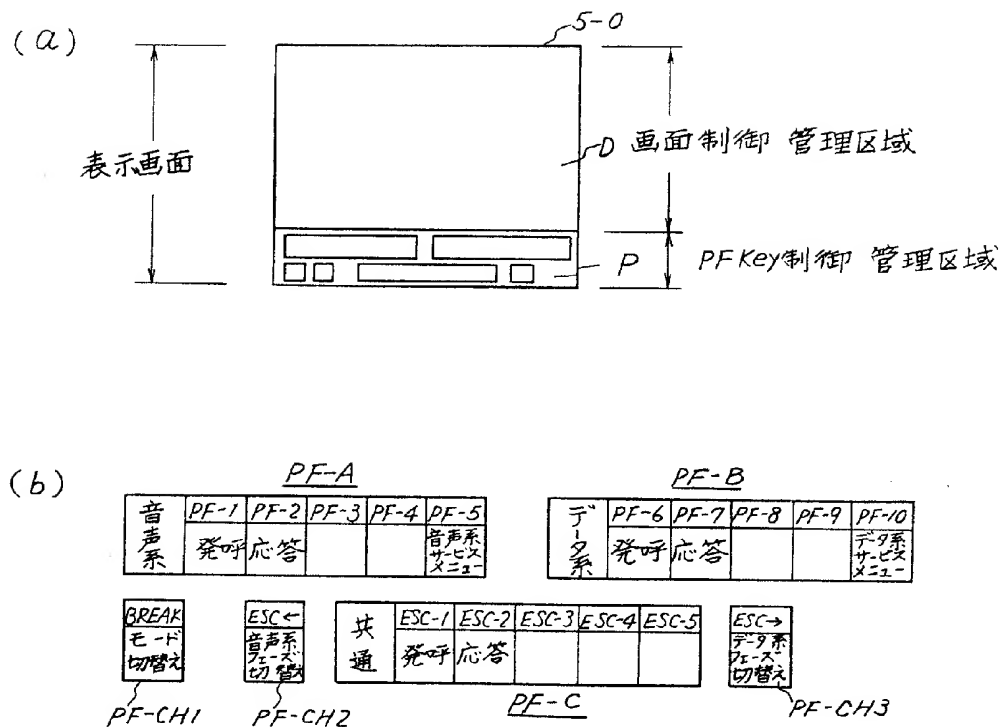 (a)
5-0
表示画面
D 画面制御 管理区域
P PF Key制御 管理区域
(b)
PF-A
PF-B
音声系 PF-1 PF-2 PF-3 PF-4 PF-5
発呼 応答 音声系サービスメニュー
データ系 PF-6 PF-7 PF-8 PF-9 PF-10
発呼 応答 データ系サービスメニュー
BREAK
モード
切替え
ESC←
音声系
フェーズ
切替え
共通 ESC-1 ESC-2 ESC-3 ESC-4 ESC-5
発呼 応答
ESC→
データ系
フェーズ
切替え
PF-CH1
PF-CH2
PF-C
PF-CH3